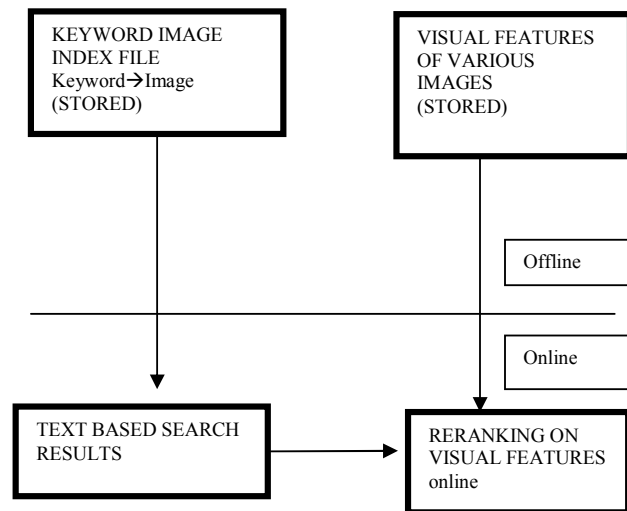 KEYWORD IMAGE
INDEX FILE
Keyword→Image
(STORED)
VISUAL FEATURES
OF VARIOUS
IMAGES
(STORED)
Offline
Online
TEXT BASED SEARCH
RESULTS
RERANKING ON
VISUAL FEATURES
online